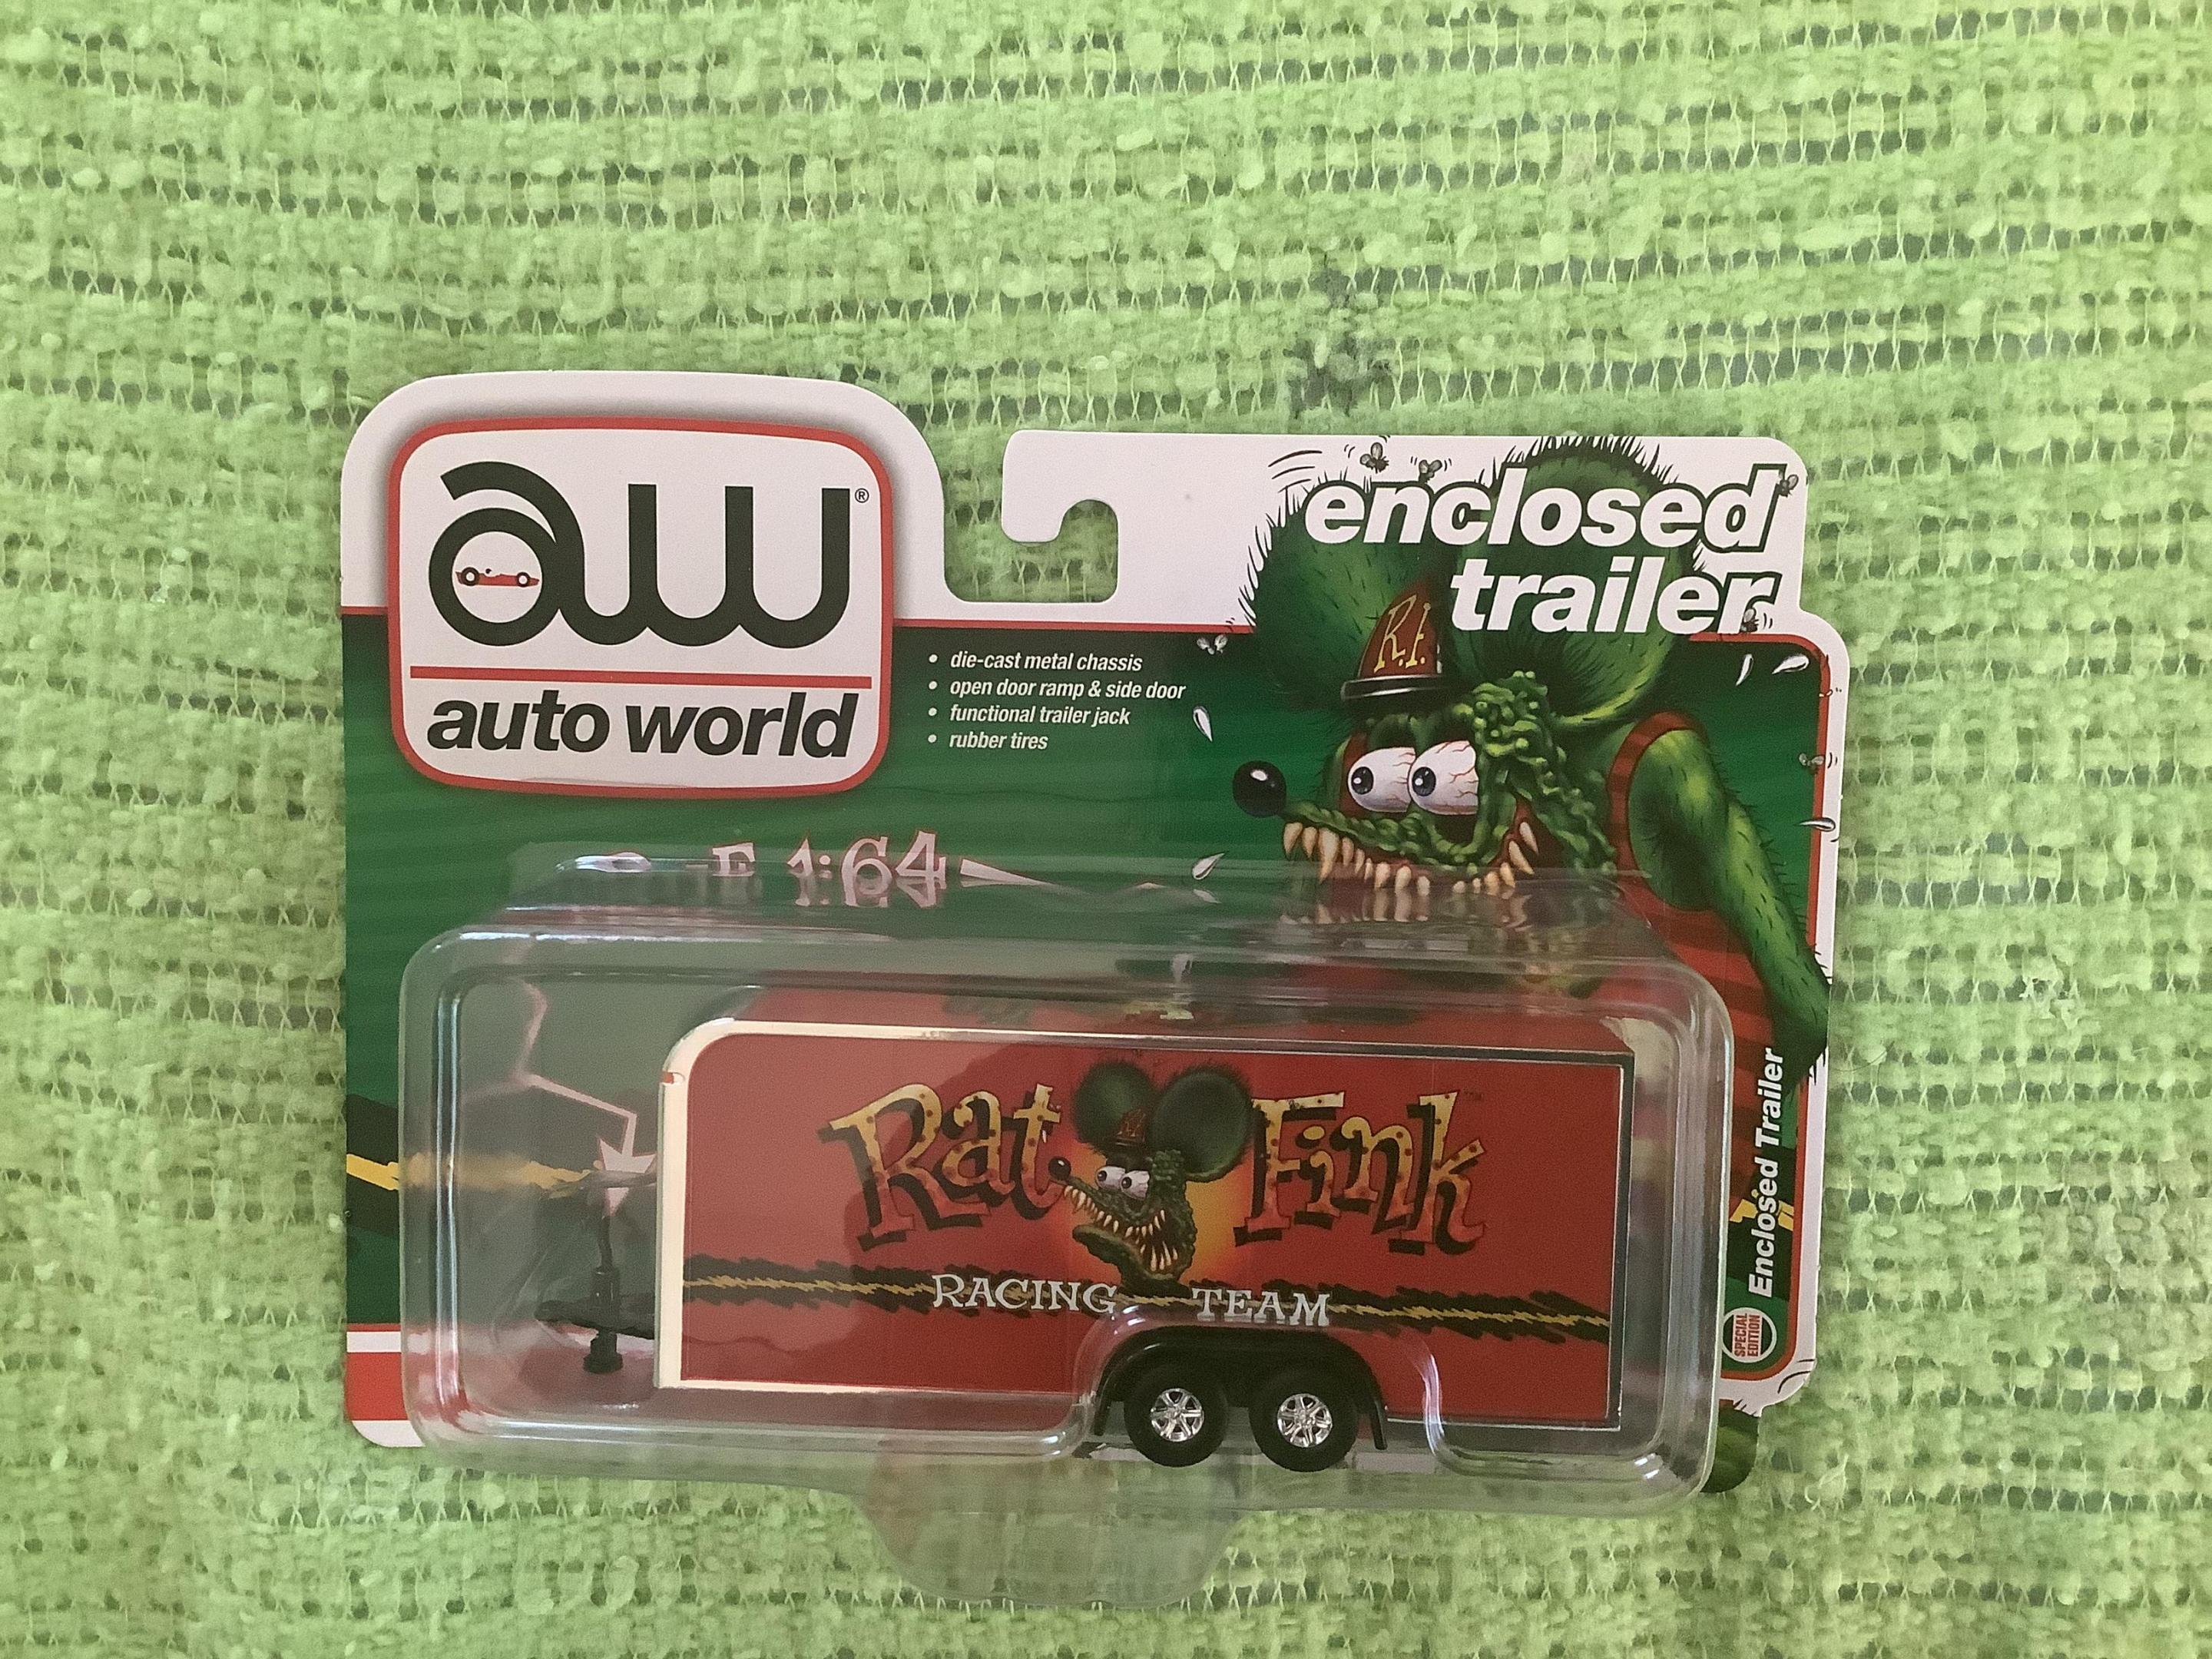 aw®
auto world
enclosed
trailer
R.F.
• die-cast metal chassis
• open door ramp & side door
• functional trailer jack
• rubber tires
1:64
Rat Fink™
RACING TEAM
Enclosed Trailer
SPECIAL
EDITION